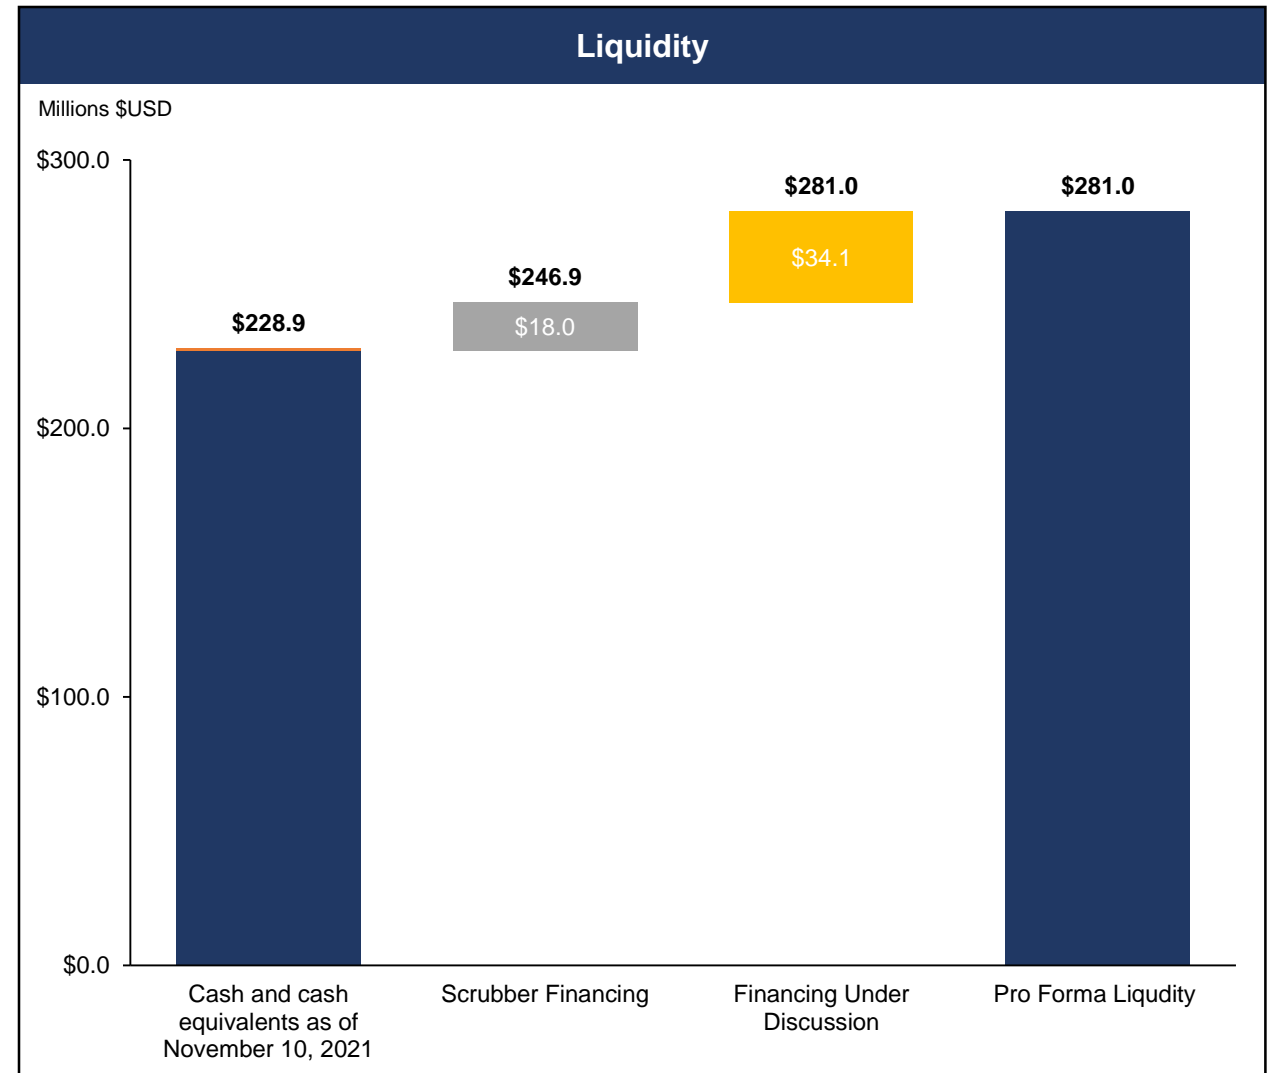 Liquidity
Millions $USD
$300.0
$281.0
$281.0
$34.1
$246.9
$18.0
$228.9
$200.0
$100.0
$0.0
Cash and cash
equivalents as of
November 10, 2021
Scrubber Financing
Financing Under
Discussion
Pro Forma Liqudity